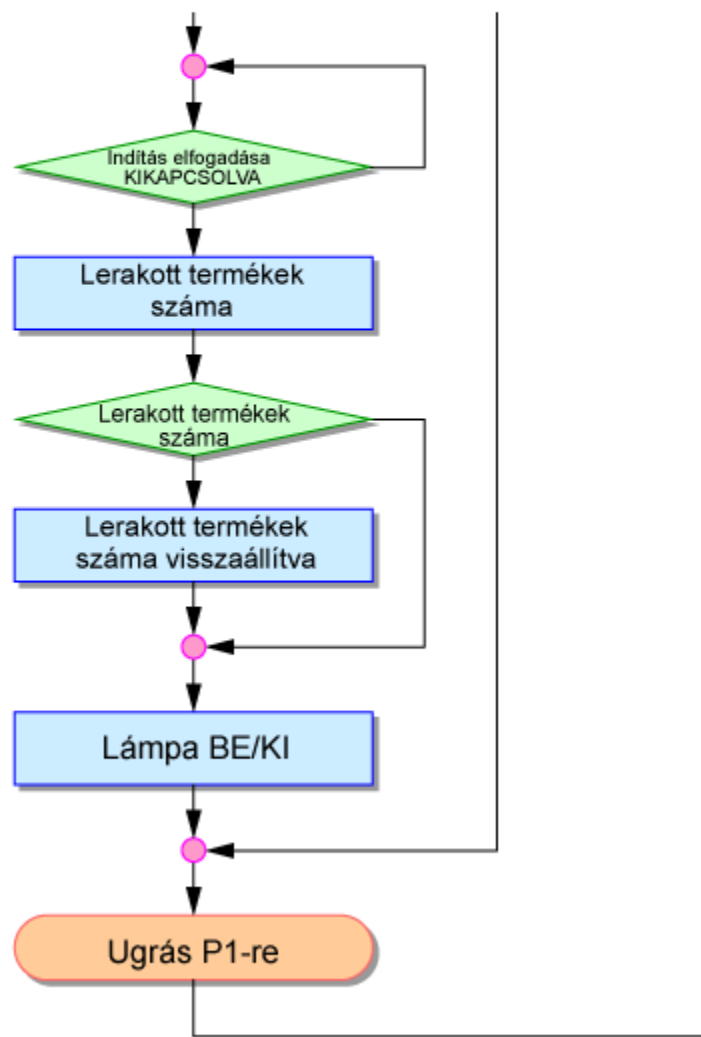 Indítás elfogadása
KIKAPCSOLVA
Lerakott termékek
száma
Lerakott termékek
száma
Lerakott termékek
száma visszaállítva
Lámpa BE/KI
Ugrás P1-re